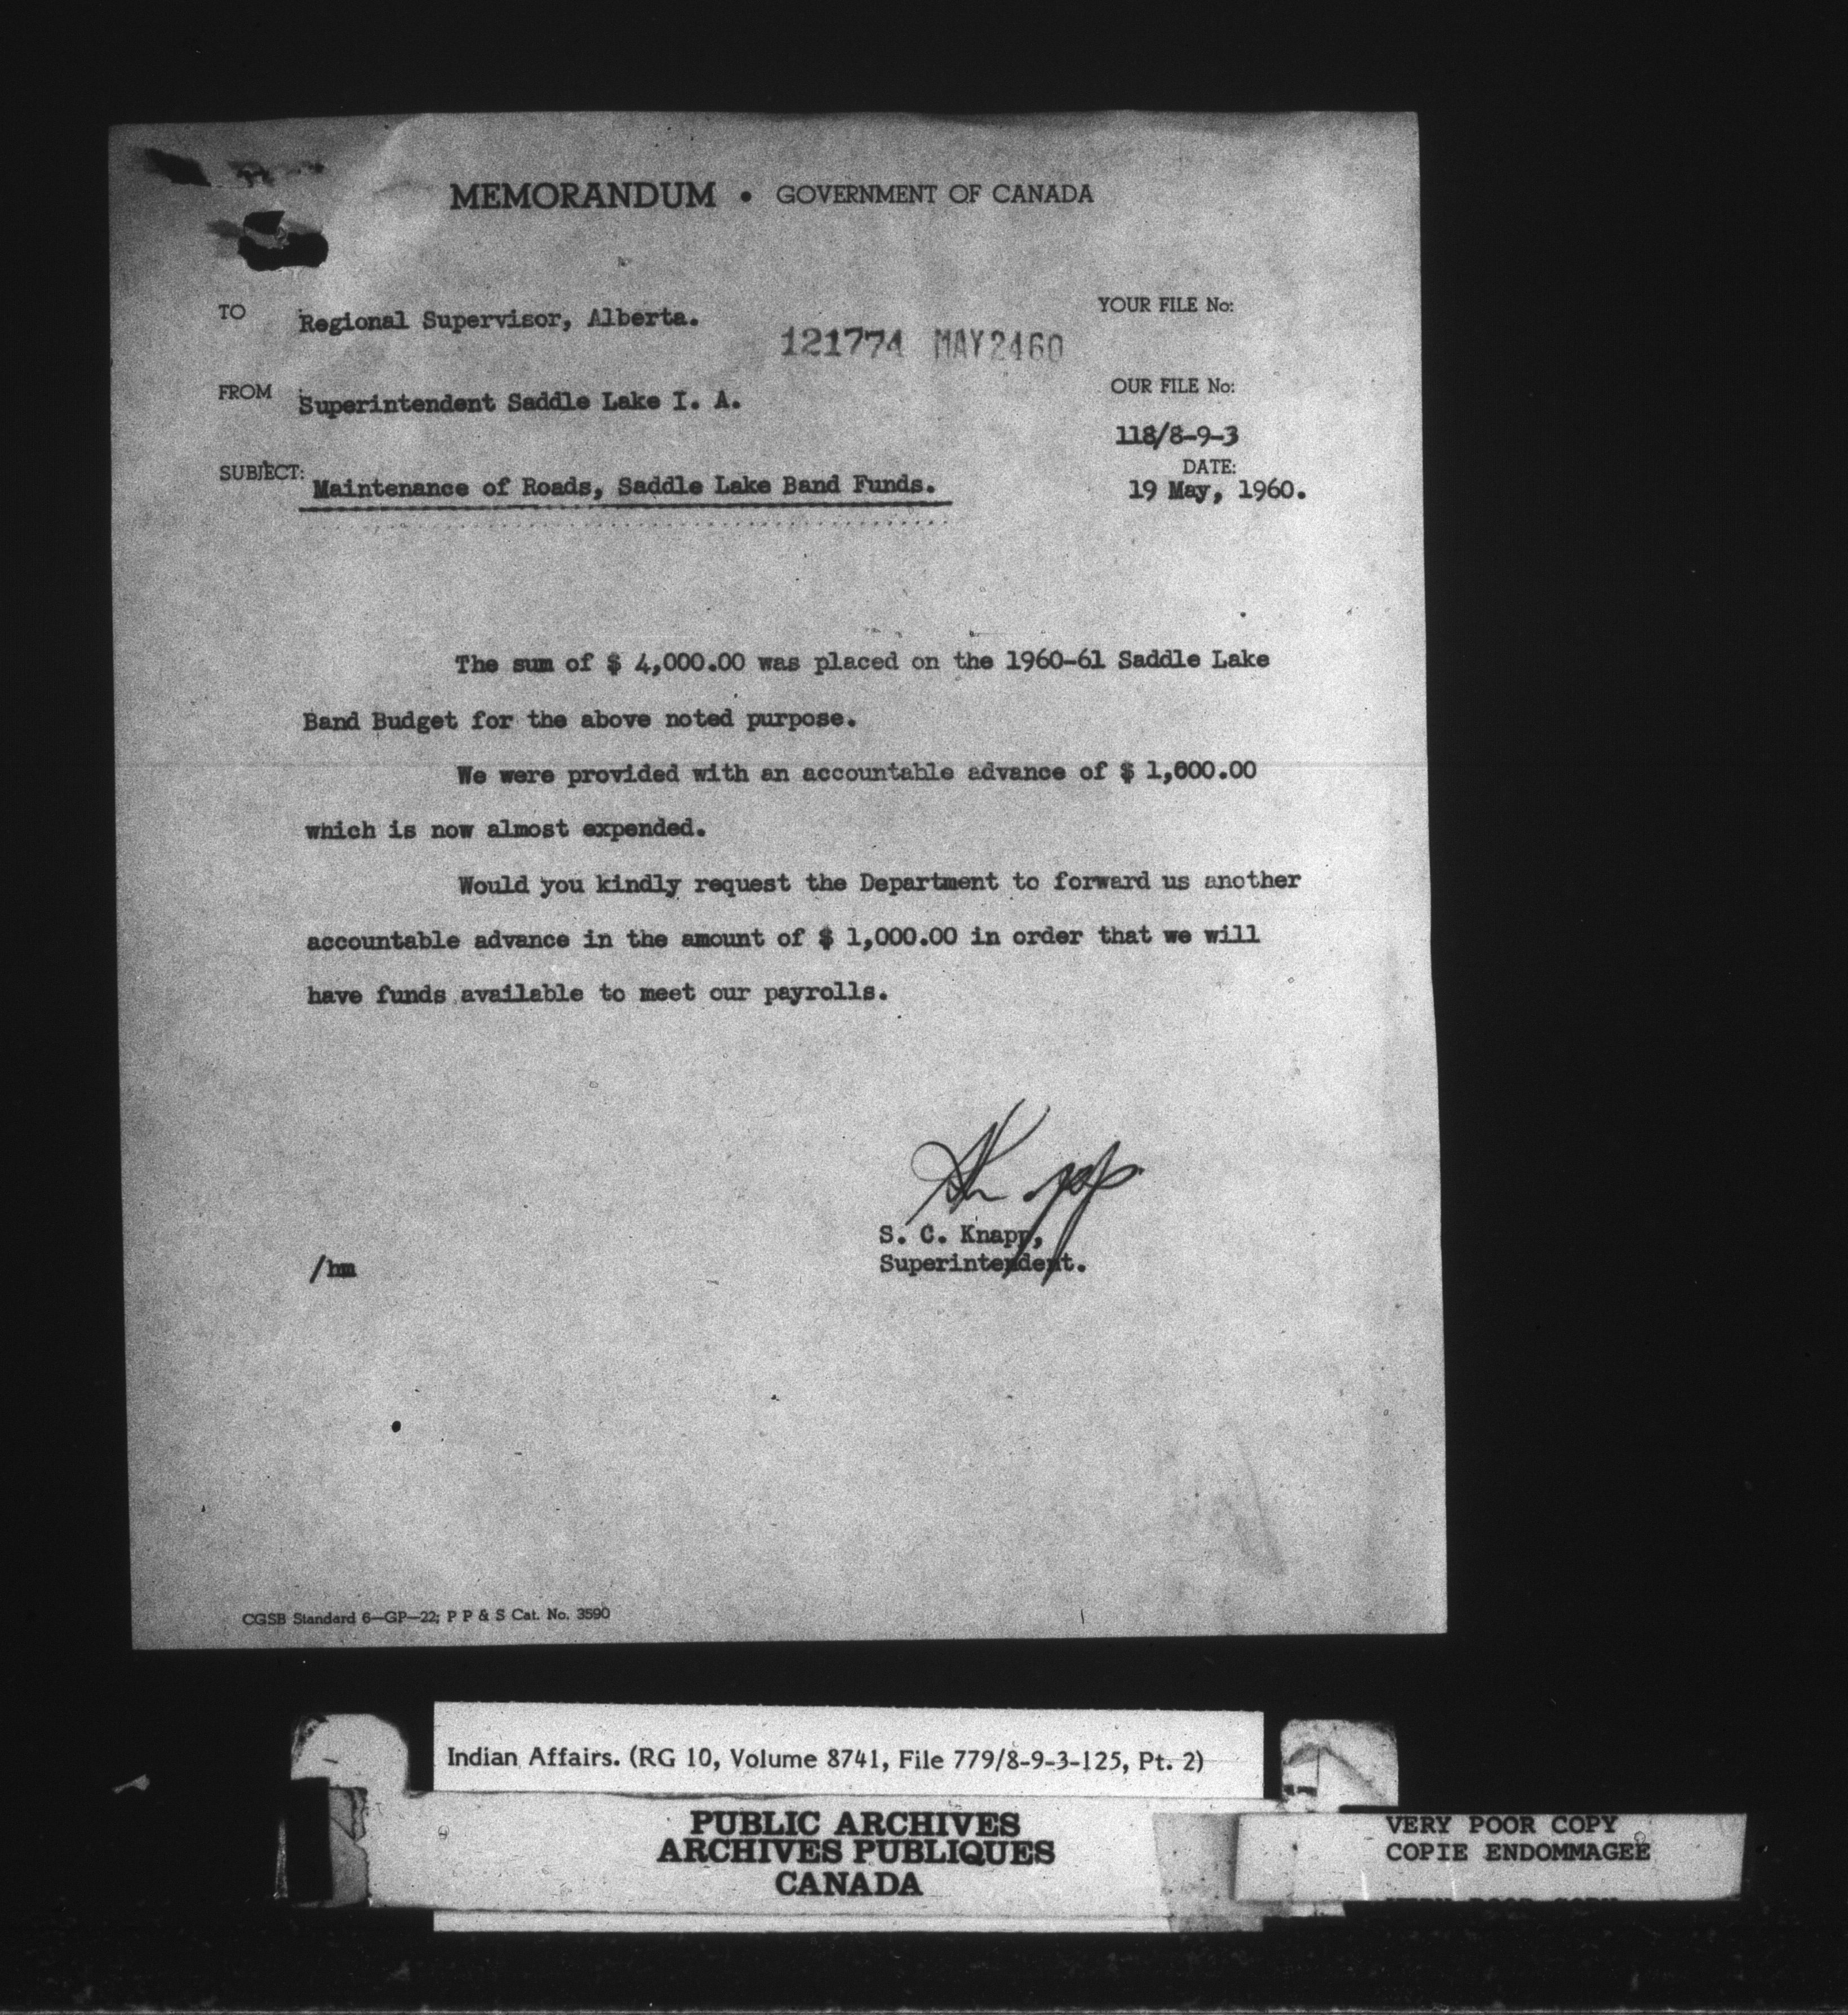 MEMORANDUM • GOVERNMENT OF CANADA
TO Regional Supervisor, Alberta.
YOUR FILE No:
121774 MAY 24 60
FROM Superintendent Saddle Lake I. A.
OUR FILE No:
118/8-9-3
SUBJECT: Maintenance of Roads, Saddle Lake Band Funds.
DATE:
19 May, 1960.
The sum of $ 4,000.00 was placed on the 1960-61 Saddle Lake
Band Budget for the above noted purpose.
We were provided with an accountable advance of $ 1,000.00
which is now almost expended.
Would you kindly request the Department to forward us another
accountable advance in the amount of $ 1,000.00 in order that we will
have funds available to meet our payrolls.
SKnapp
S. C. Knapp,
Superintendent.
/hm
CGSB Standard 6—GP—22; P P & S Cat. No. 3590
Indian Affairs. (RG 10, Volume 8741, File 779/8-9-3-125, Pt. 2)
PUBLIC ARCHIVES
ARCHIVES PUBLIQUES
CANADA
VERY POOR COPY
COPIE ENDOMMAGEE